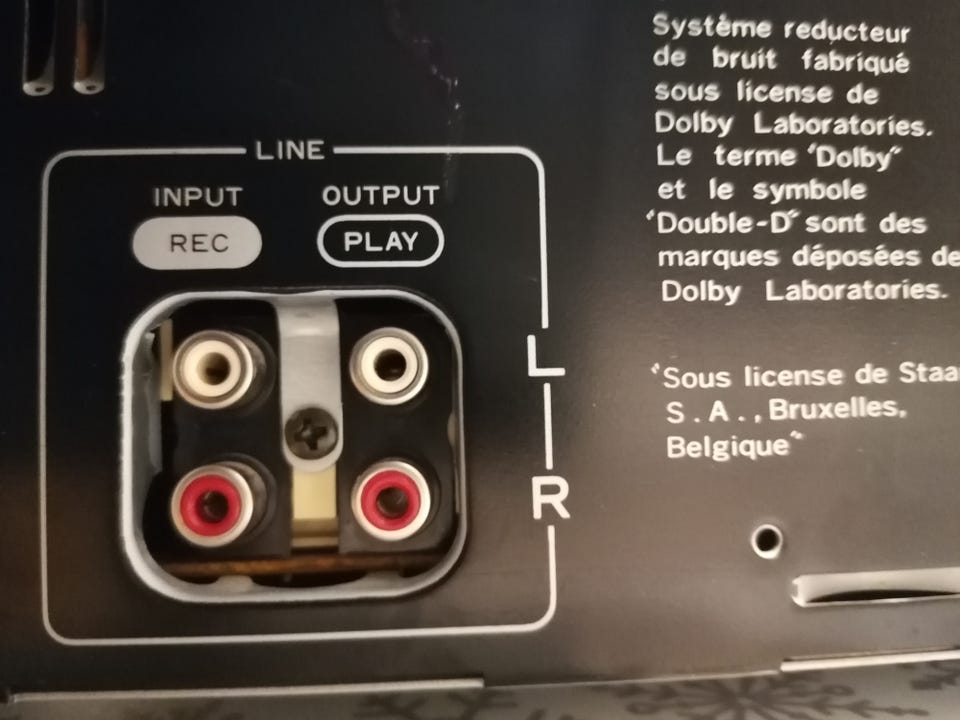 LINE
INPUT OUTPUT
REC PLAY
L
R
Système reducteur
de bruit fabriqué
sous license de
Dolby Laboratories.
Le terme "Dolby"
et le symbole
"Double-D" sont des
marques déposées de
Dolby Laboratories.
"Sous license de
S.A., Bruxelles,
Belgique"